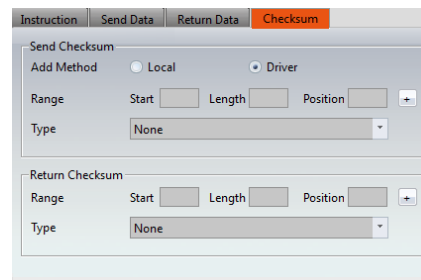 Instruction Send Data Return Data Checksum
Send Checksum
Add Method Local Driver
Range Start Length Position +
Type None
Return Checksum
Range Start Length Position +
Type None